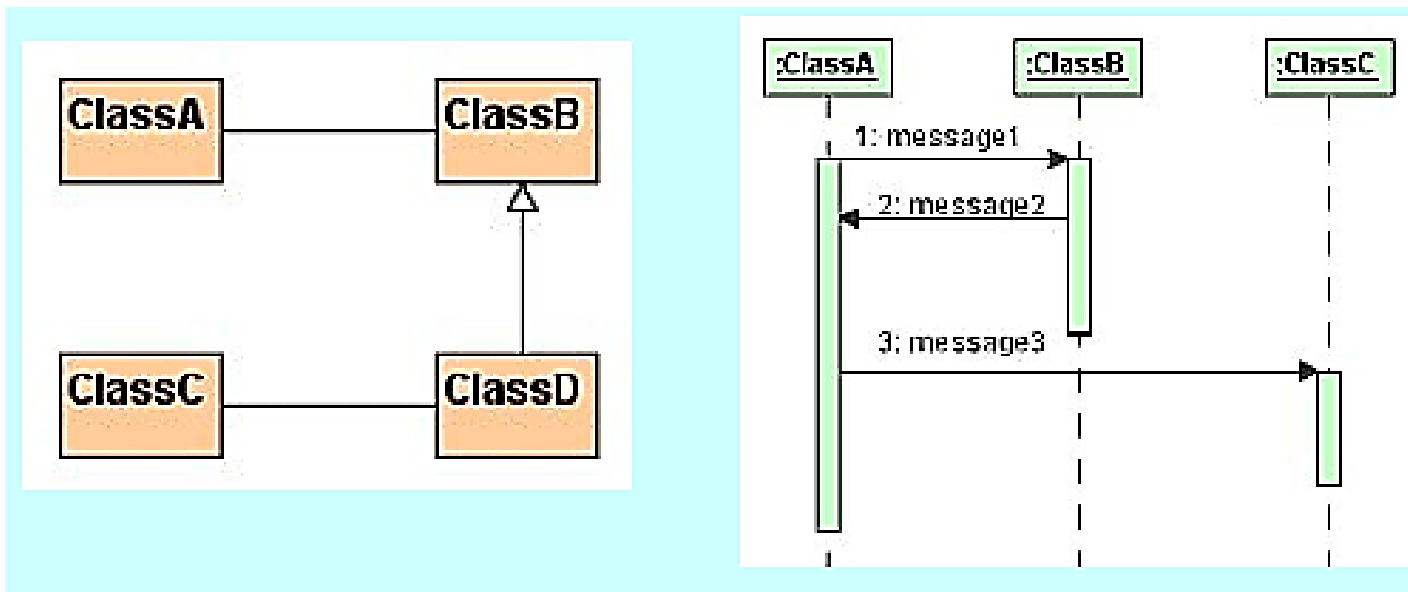 ClassA
ClassB
ClassC
ClassD
:ClassA
:ClassB
:ClassC
1: message1
2: message2
3: message3